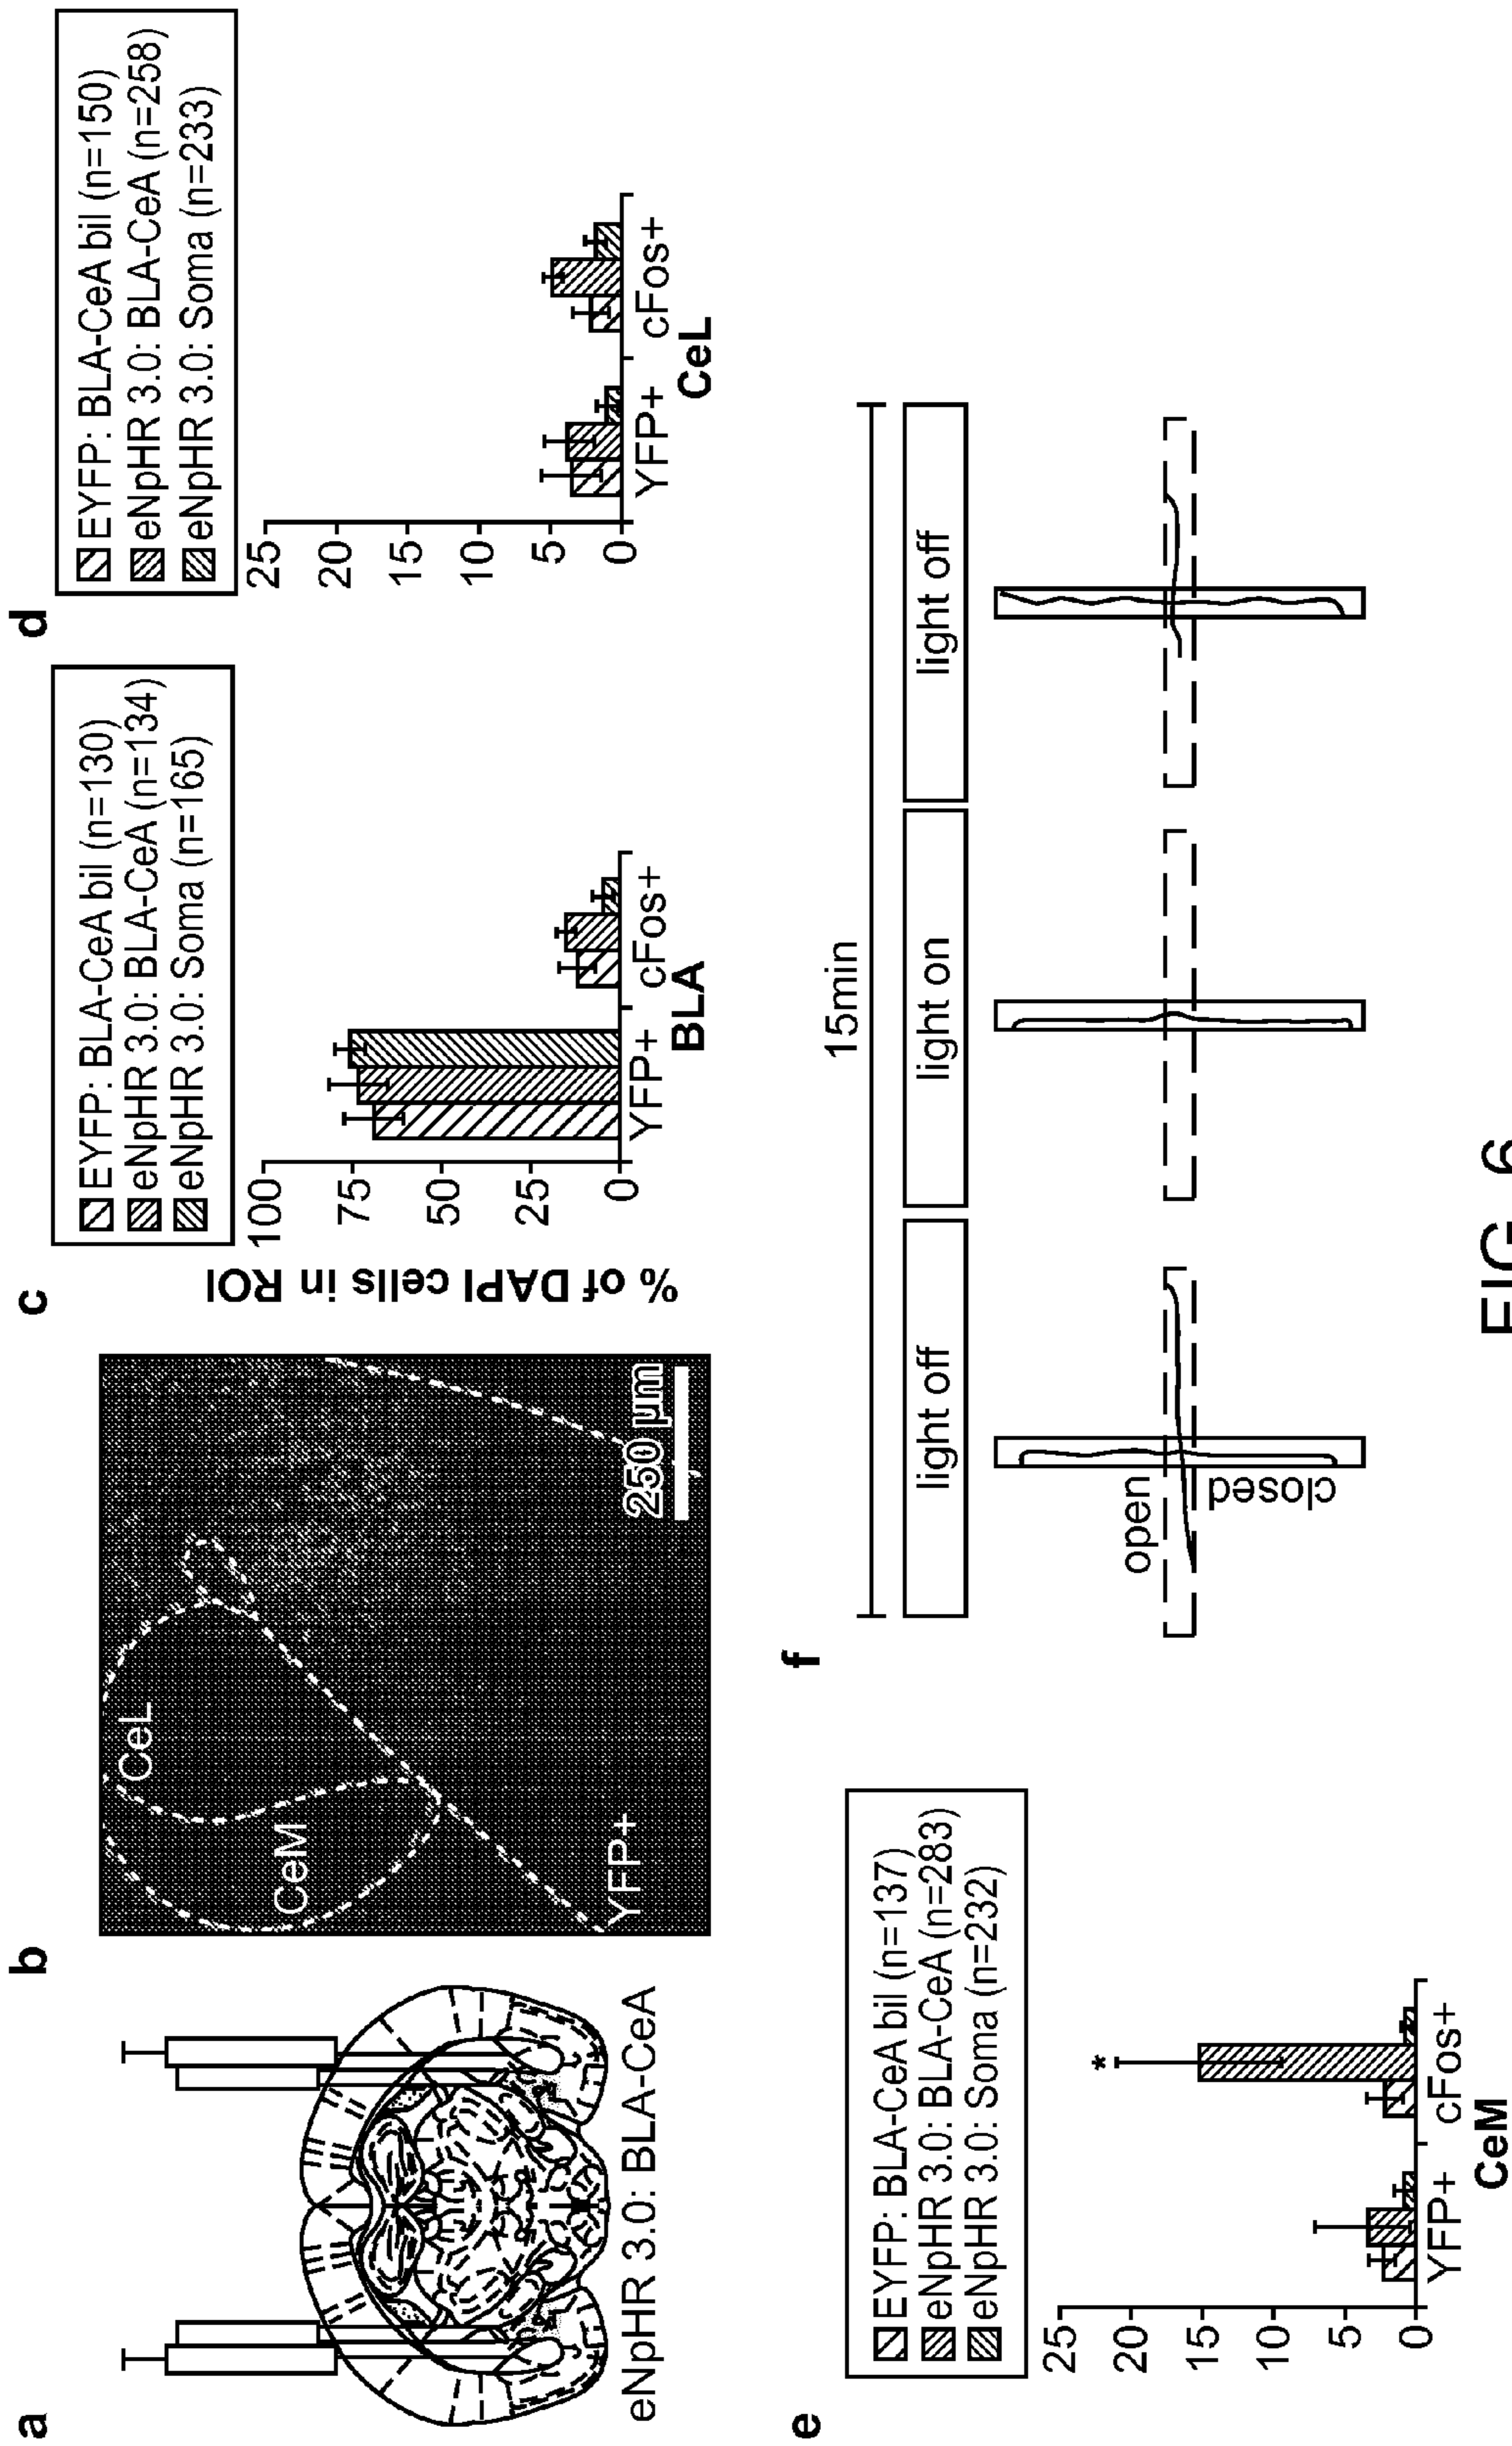 a
eNpHR 3.0: BLA-CeA
b
CeL
CeM
YFP+
250 μm
c
EYFP: BLA-CeA bil (n=130)
eNpHR 3.0: BLA-CeA (n=134)
eNpHR 3.0: Soma (n=165)
% of DAPI cells in ROI
100
75
50
25
0
YFP+ cFos+
BLA
d
EYFP: BLA-CeA bil (n=150)
eNpHR 3.0: BLA-CeA (n=258)
eNpHR 3.0: Soma (n=233)
25
20
15
10
5
0
YFP+ cFos+
CeL
e
EYFP: BLA-CeA bil (n=137)
eNpHR 3.0: BLA-CeA (n=283)
eNpHR 3.0: Soma (n=232)
25
20
15
10
5
0
*
YFP+ cFos+
CeM
f
15min
light off light on light off
open
closed
FIG. 6